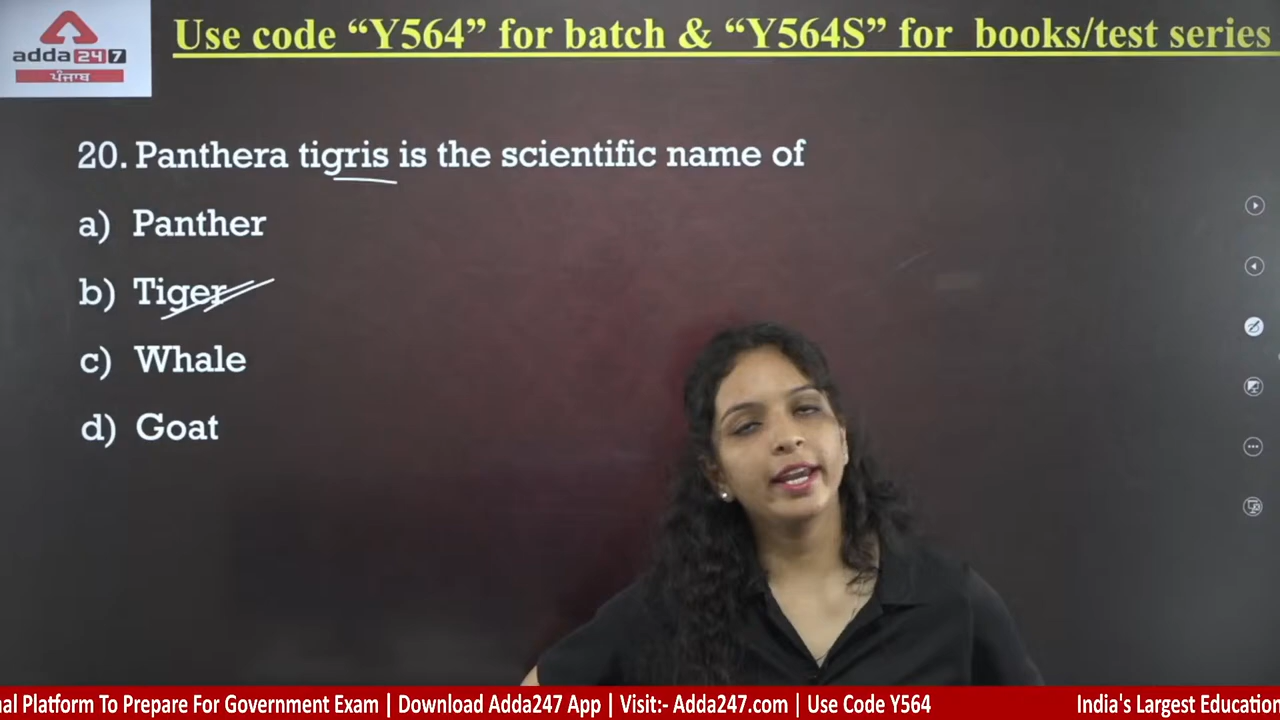 Use code “Y564” for batch & “Y564S” for books/test series
adda247
ਪੰਜਾਬ
20. Panthera tigris is the scientific name of
a) Panther
b) Tiger
c) Whale
d) Goat
nal Platform To Prepare For Government Exam | Download Adda247 App | Visit:- Adda247.com | Use Code Y564 India's Largest Education